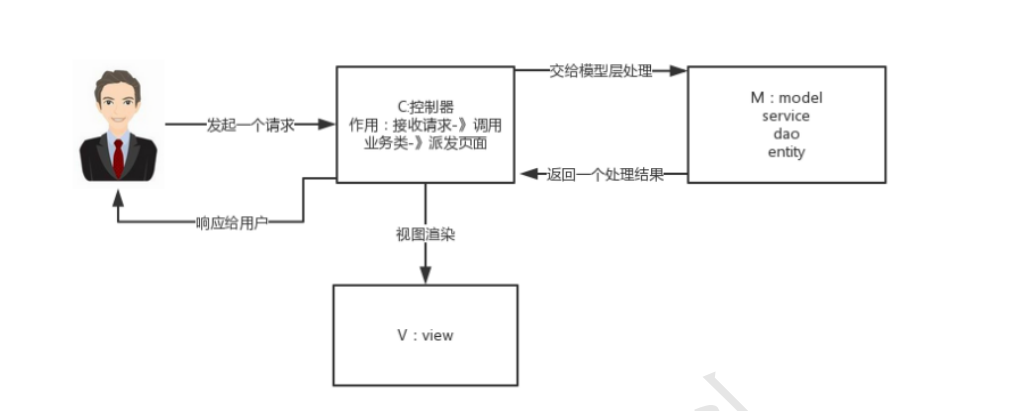 发起一个请求
C:控制器
作用：接收请求-》调用
业务类-》派发页面
交给模型层处理
M：model
service
dao
entity
返回一个处理结果
响应给用户
视图渲染
V：view